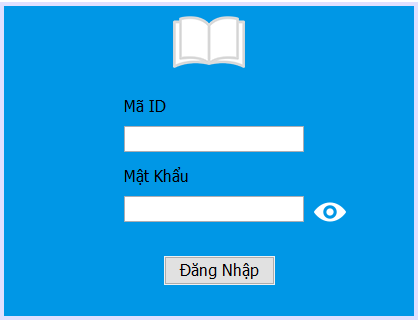 Mã ID
Mật Khẩu
Đăng Nhập